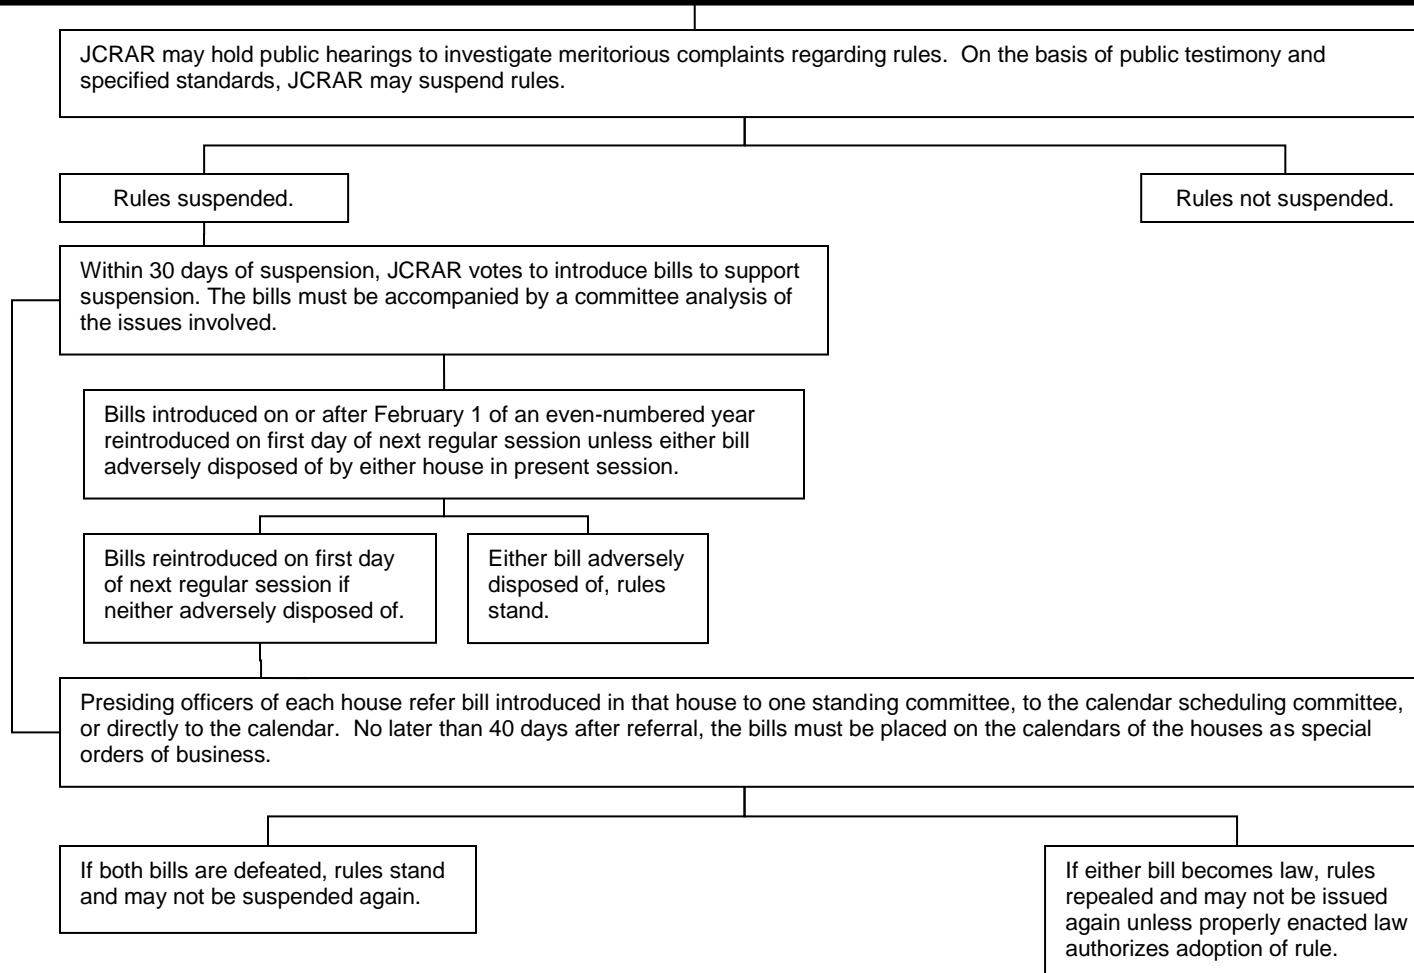 JCRAR may hold public hearings to investigate meritorious complaints regarding rules.  On the basis of public testimony and
specified standards, JCRAR may suspend rules.
Rules suspended.
Rules not suspended.
Within 30 days of suspension, JCRAR votes to introduce bills to support
suspension. The bills must be accompanied by a committee analysis of
the issues involved.
Bills introduced on or after February 1 of an even-numbered year
reintroduced on first day of next regular session unless either bill
adversely disposed of by either house in present session.
Bills reintroduced on first day
of next regular session if
neither adversely disposed of.
Either bill adversely
disposed of, rules
stand.
Presiding officers of each house refer bill introduced in that house to one standing committee, to the calendar scheduling committee,
or directly to the calendar.  No later than 40 days after referral, the bills must be placed on the calendars of the houses as special
orders of business.
If both bills are defeated, rules stand
and may not be suspended again.
If either bill becomes law, rules
repealed and may not be issued
again unless properly enacted law
authorizes adoption of rule.